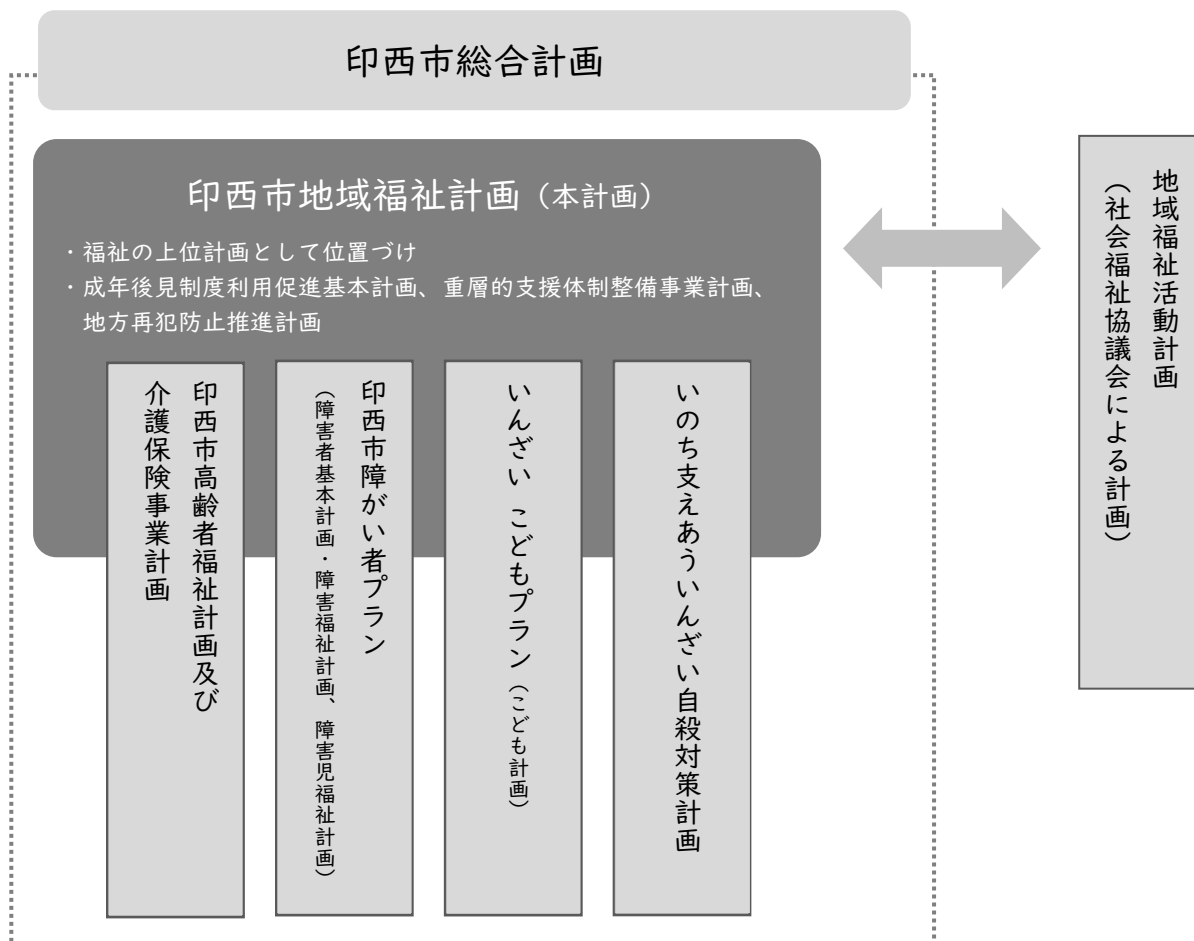 印西市総合計画
印西市地域福祉計画（本計画）
・福祉の上位計画として位置づけ
・成年後見制度利用促進基本計画、重層的支援体制整備事業計画、
地方再犯防止推進計画
印西市高齢者福祉計画及び
介護保険事業計画
印西市障がい者プラン
（障害者基本計画・障害福祉計画、障害児福祉計画）
いんざい こどもプラン（こども計画）
いのち支えあういんざい自殺対策計画
地域福祉活動計画
（社会福祉協議会による計画）